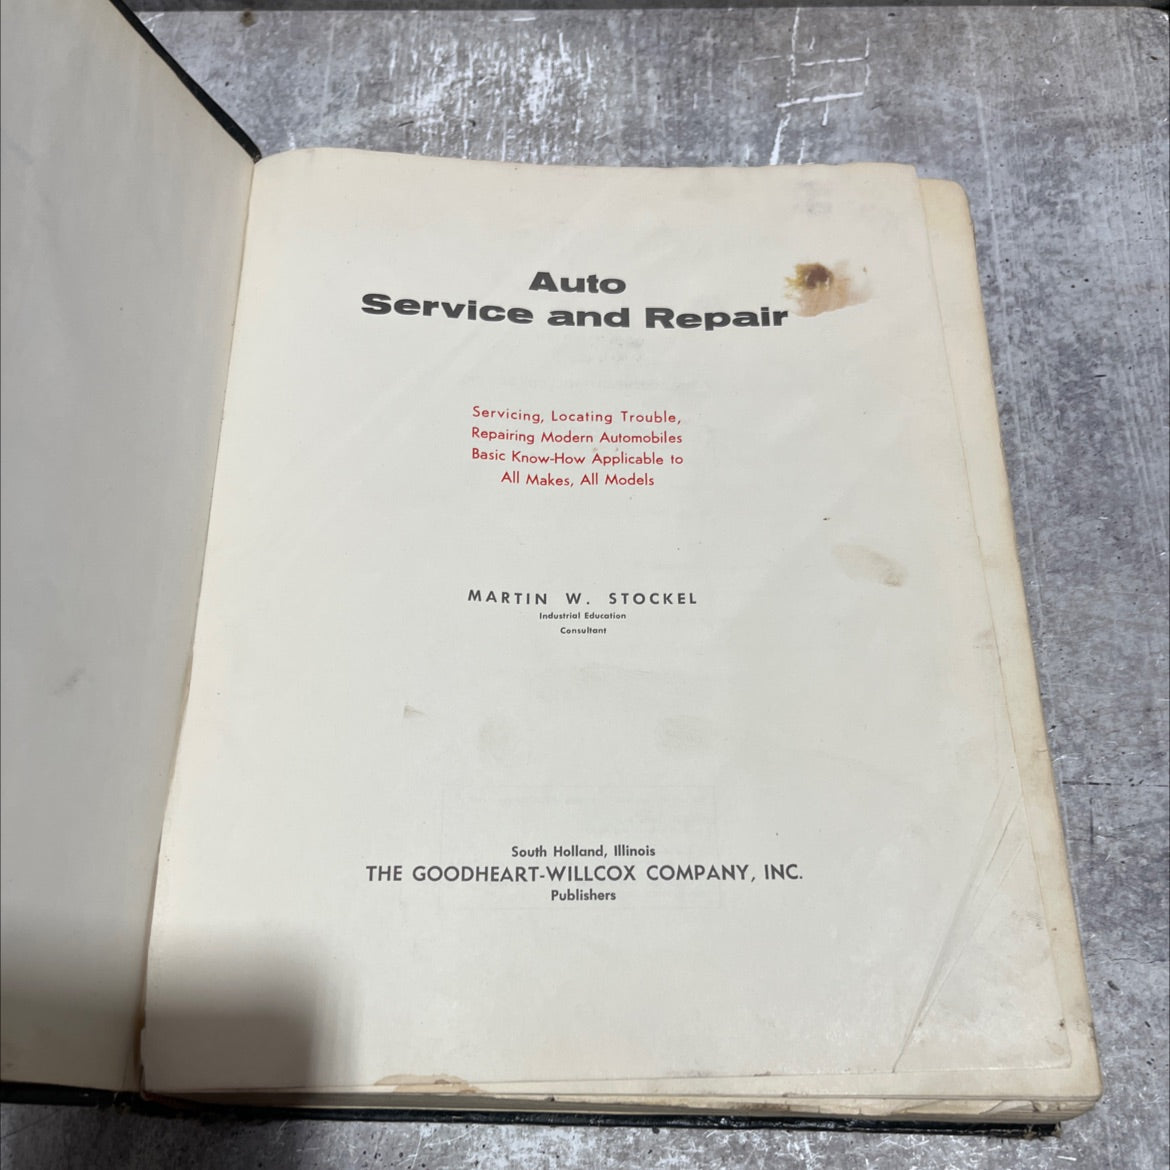 Auto
Service and Repair
Servicing, Locating Trouble,
Repairing Modern Automobiles
Basic Know-How Applicable to
All Makes, All Models
MARTIN W. STOCKEL
Industrial Education
Consultant
South Holland, Illinois
THE GOODHEART-WILLCOX COMPANY, INC.
Publishers